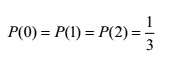 P(0) = P(1) = P(2) = 1/3